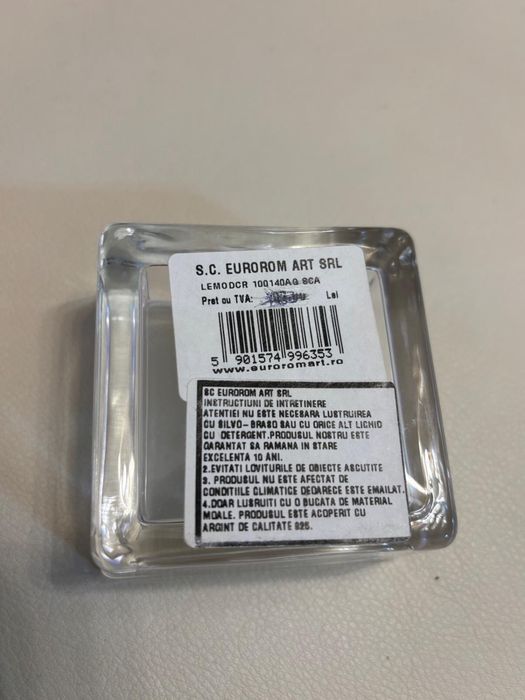 S.C. EUROROM ART SRL
LEMODCR 100140AG SCA
Pret cu TVA: Lei
5 901574 996353
www.euroromart.ro
SC EUROROM ART SRL
INSTRUCTIUNI DE INTRETINERE
ATENTIE! NU ESTE NECESARA LUSTRUIREA
CU SILVO-BRASO SAU CU ORICE ALT LICHID
CU DETERGENT.PRODUSUL NOSTRU ESTE
GARANTAT SA RAMANA IN STARE
EXCELENTA 10 ANI.
2.EVITATI LOVITURILE DE OBIECTE ASCUTITE
3. PRODUSUL NU ESTE AFECTAT DE
CONDITIILE CLIMATICE DEOARECE ESTE EMAILAT.
4.DOAR LUSRUITI CU O BUCATA DE MATERIAL
MOALE. PRODUSUL ESTE ACOPERIT CU
ARGINT DE CALITATE 925.